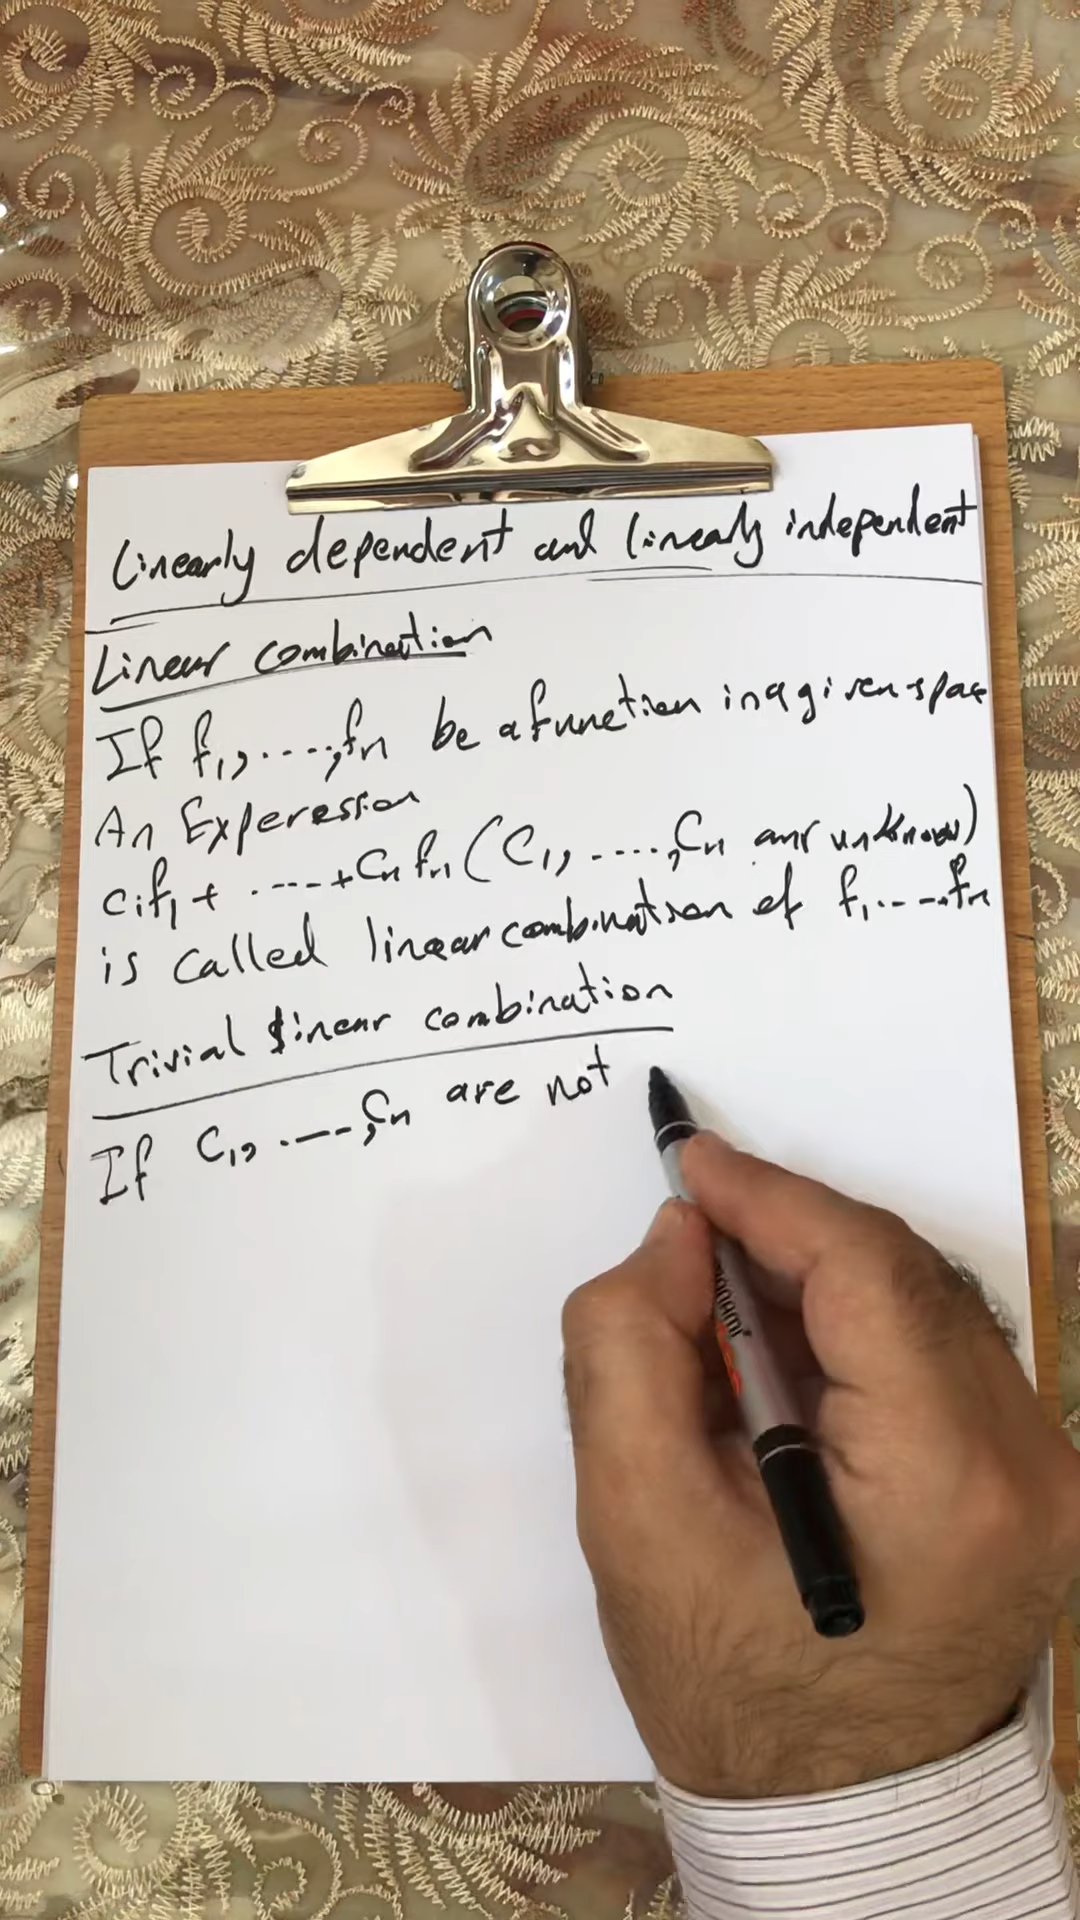 Linearly dependent and linearly independent
Linear combination
If f1, ....,fn be a function in a given space
An Experession
c1f1 + ....+cnfn (C1, ....,Cn anr unknown)
is called linear combination of f1....fn
Trivial linear combination
If C1, ....,Cn are not